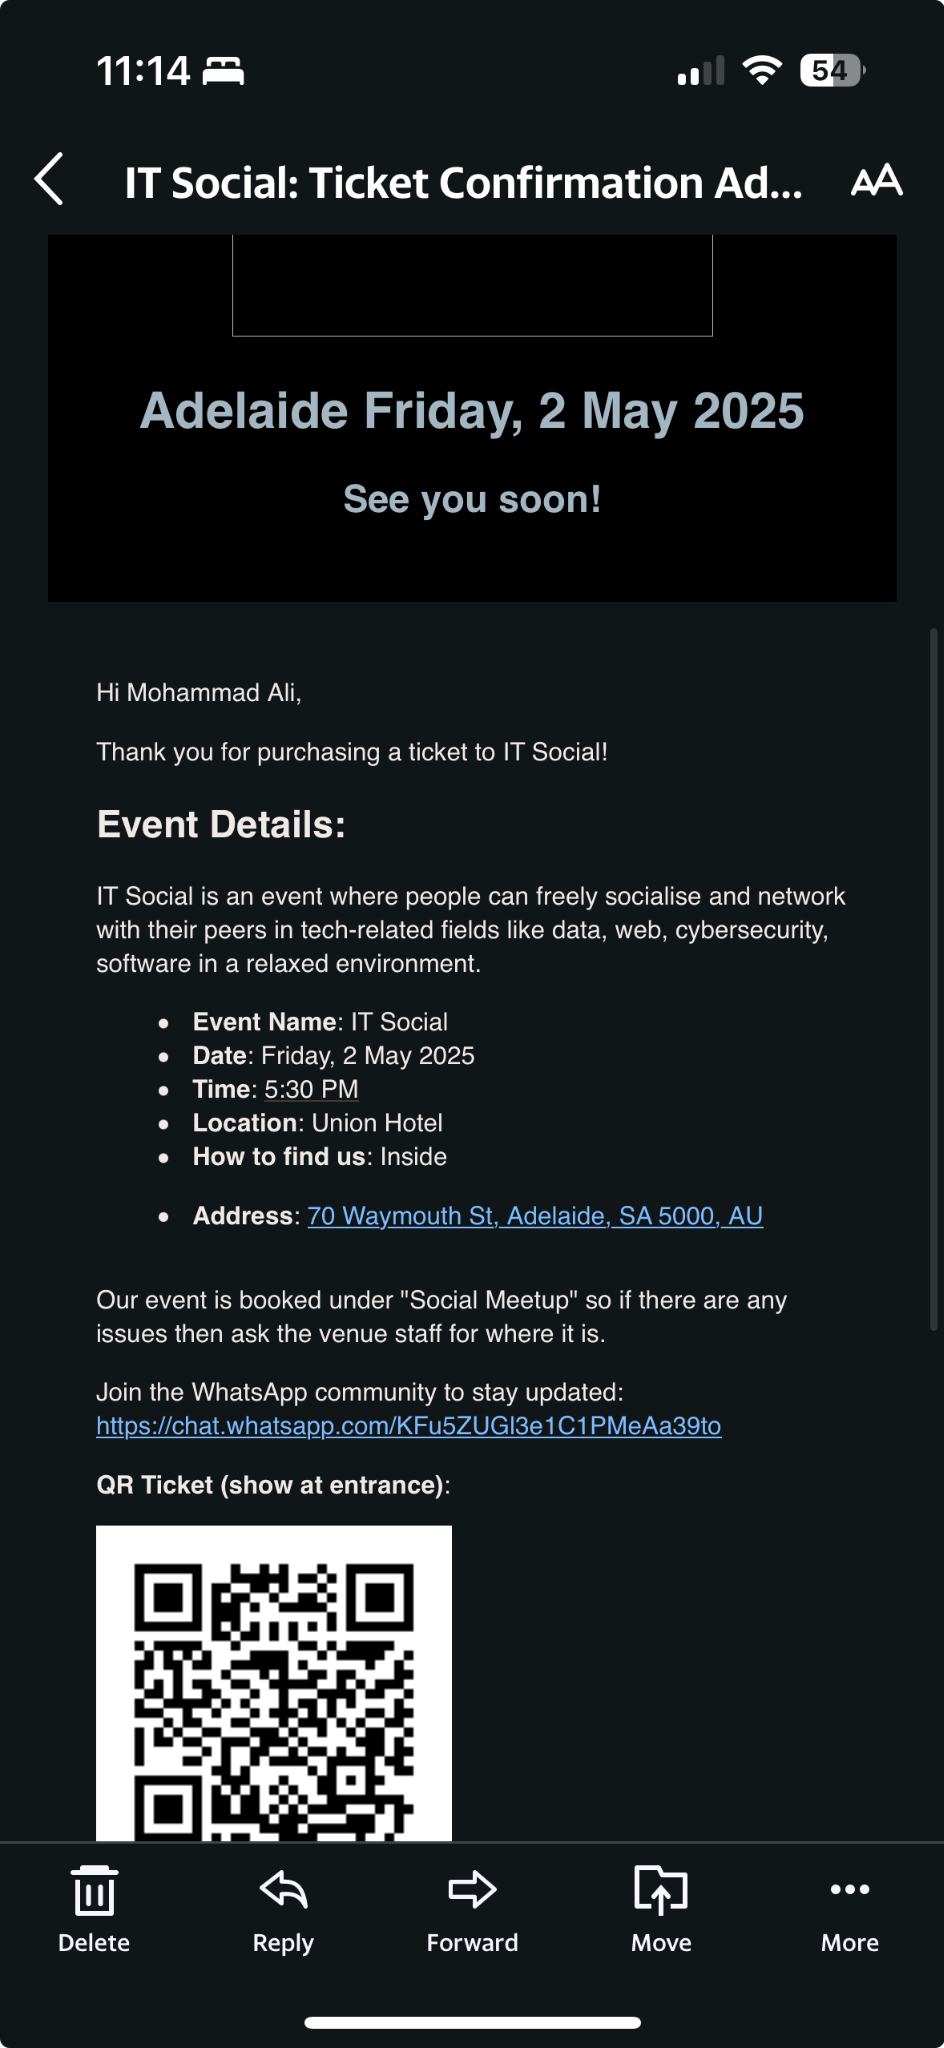 11:14
54
IT Social: Ticket Confirmation Ad...
Adelaide Friday, 2 May 2025
See you soon!
Hi Mohammad Ali,
Thank you for purchasing a ticket to IT Social!
Event Details:
IT Social is an event where people can freely socialise and network
with their peers in tech-related fields like data, web, cybersecurity,
software in a relaxed environment.
• Event Name: IT Social
• Date: Friday, 2 May 2025
• Time: 5:30 PM
• Location: Union Hotel
• How to find us: Inside
• Address: 70 Waymouth St, Adelaide, SA 5000, AU
Our event is booked under "Social Meetup" so if there are any
issues then ask the venue staff for where it is.
Join the WhatsApp community to stay updated:
https://chat.whatsapp.com/KFu5ZUGl3e1C1PMeAa39to
QR Ticket (show at entrance):
Delete
Reply
Forward
Move
More